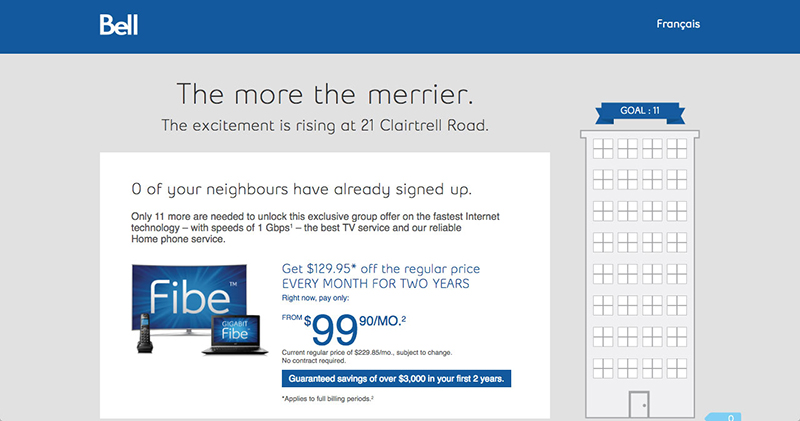 Bell
Français
The more the merrier.
The excitement is rising at 21 Clairtrell Road.
GOAL : 11
0 of your neighbours have already signed up.
Only 11 more are needed to unlock this exclusive group offer on the fastest Internet
technology – with speeds of 1 Gbps¹ – the best TV service and our reliable
Home phone service.
Fibe™
GIGABIT
Fibe
Get $129.95* off the regular price
EVERY MONTH FOR TWO YEARS
Right now, pay only:
FROM $99 90/MO.²
Current regular price of $229.85/mo., subject to change.
No contract required.
Guaranteed savings of over $3,000 in your first 2 years.
*Applies to full billing periods.²
0